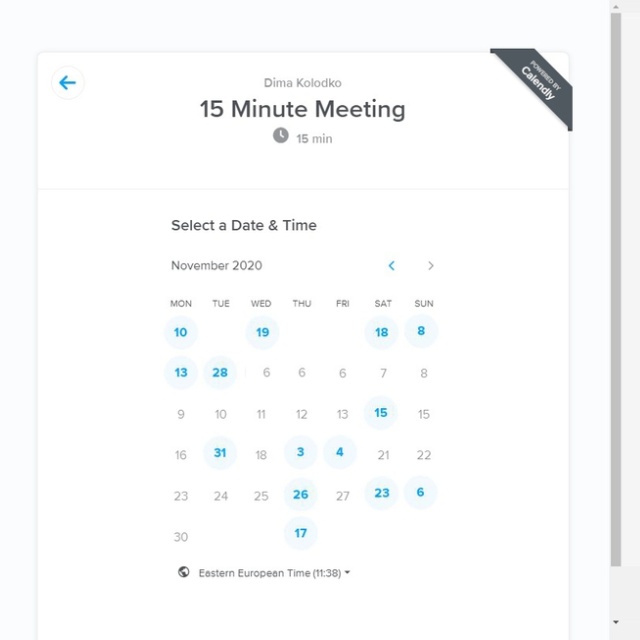 POWERED BY
Calendly
Dima Kolodko
15 Minute Meeting
15 min
Select a Date & Time
November 2020
MON TUE WED THU FRI SAT SUN
10 19 18 8
13 28 6 6 6 7 8
9 10 11 12 13 15 15
16 31 18 3 4 21 22
23 24 25 26 27 23 6
30 17
Eastern European Time (11:38)